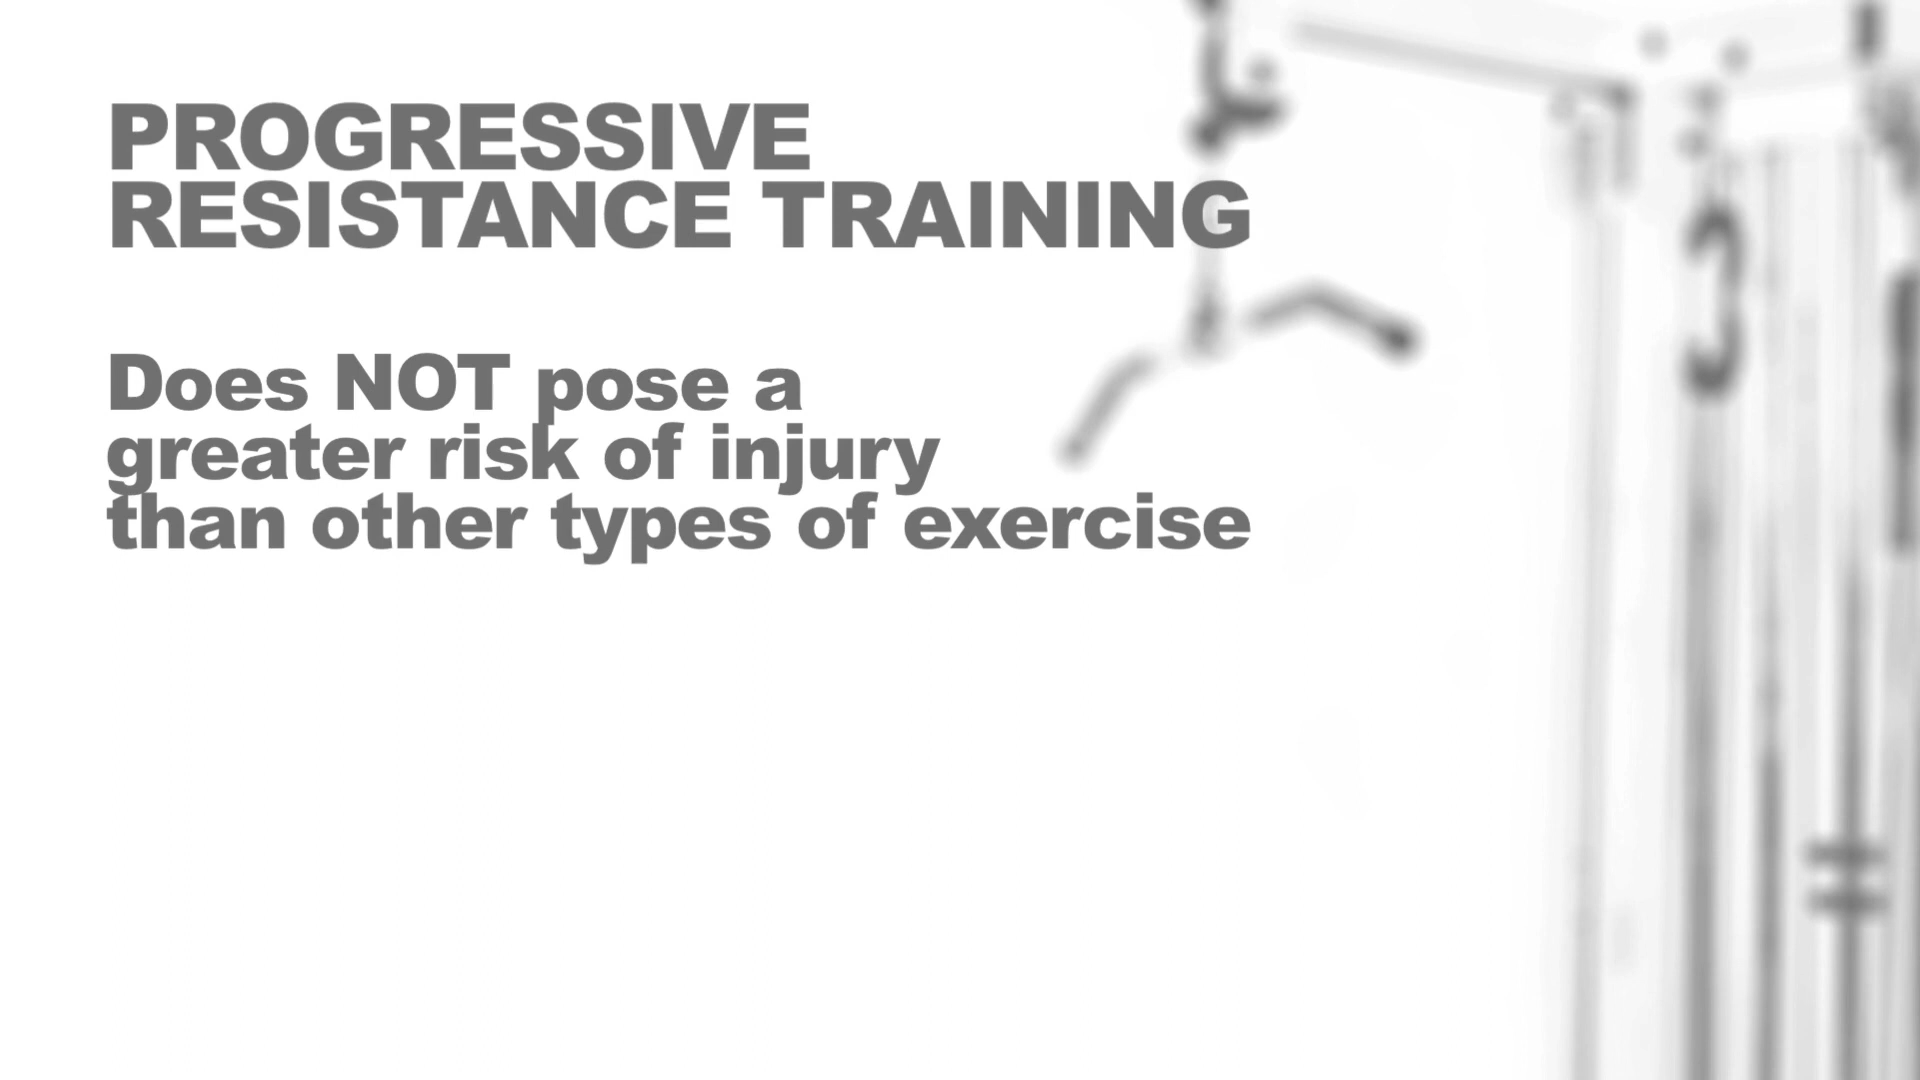 PROGRESSIVE
RESISTANCE TRAINING
Does NOT pose a
greater risk of injury
than other types of exercise